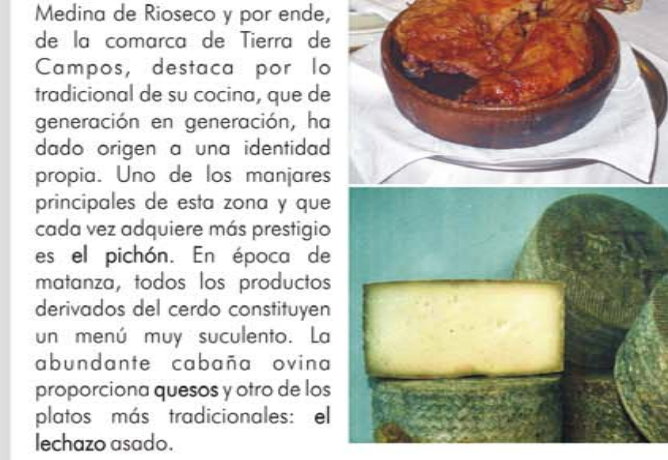 Medina de Rioseco y por ende,
de la comarca de Tierra de
Campos, destaca por lo
tradicional de su cocina, que de
generación en generación, ha
dado origen a una identidad
propia. Uno de los manjares
principales de esta zona y que
cada vez adquiere más prestigio
es el pichón. En época de
matanza, todos los productos
derivados del cerdo constituyen
un menú muy suculento. La
abundante cabaña ovina
proporciona quesos y otro de los
platos más tradicionales: el
lechazo asado.